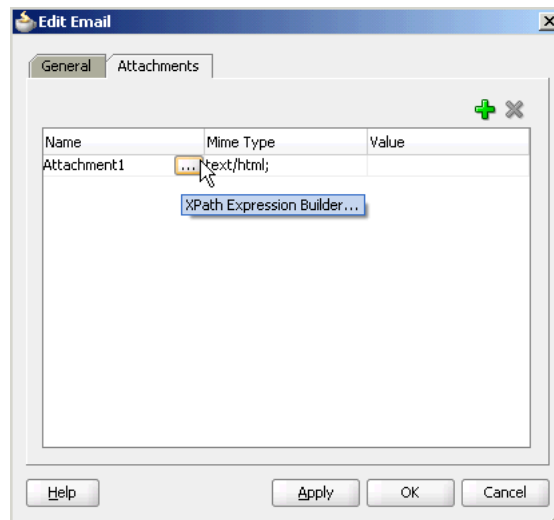 Edit Email
General Attachments
Name Mime Type Value
Attachment1 ... text/html;
XPath Expression Builder...
Help Apply OK Cancel